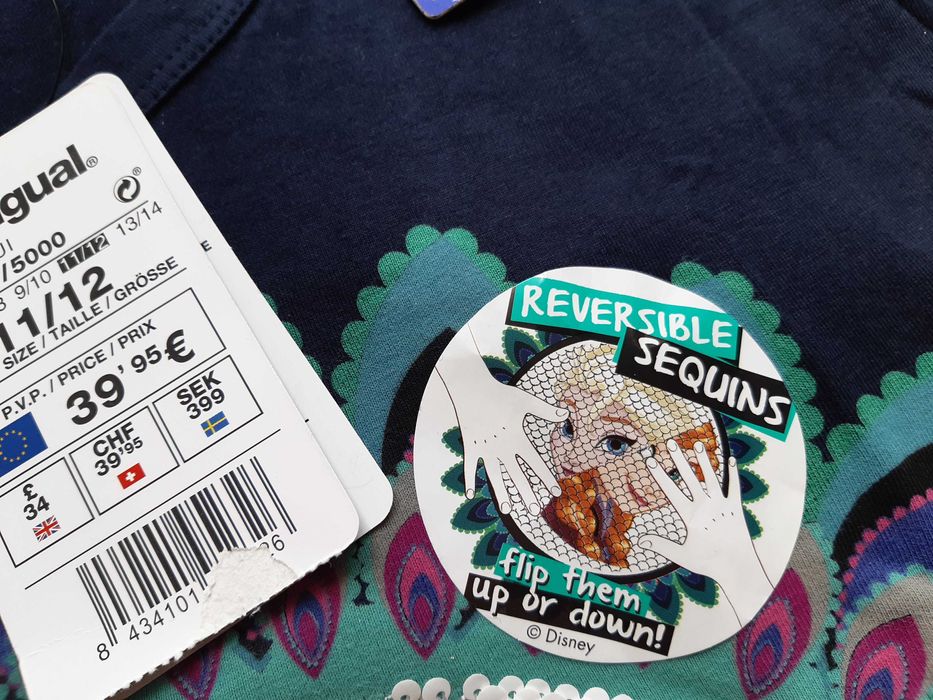 gual®
/5000
9/10 11/12 13/14
11/12
SIZE / TAILLE / GRÖSSE
P.V.P. / PRICE / PRIX
39'95€
£
34
CHF
39'95
SEK
399
8 434101
REVERSIBLE
SEQUINS
flip them
up or down!
© Disney